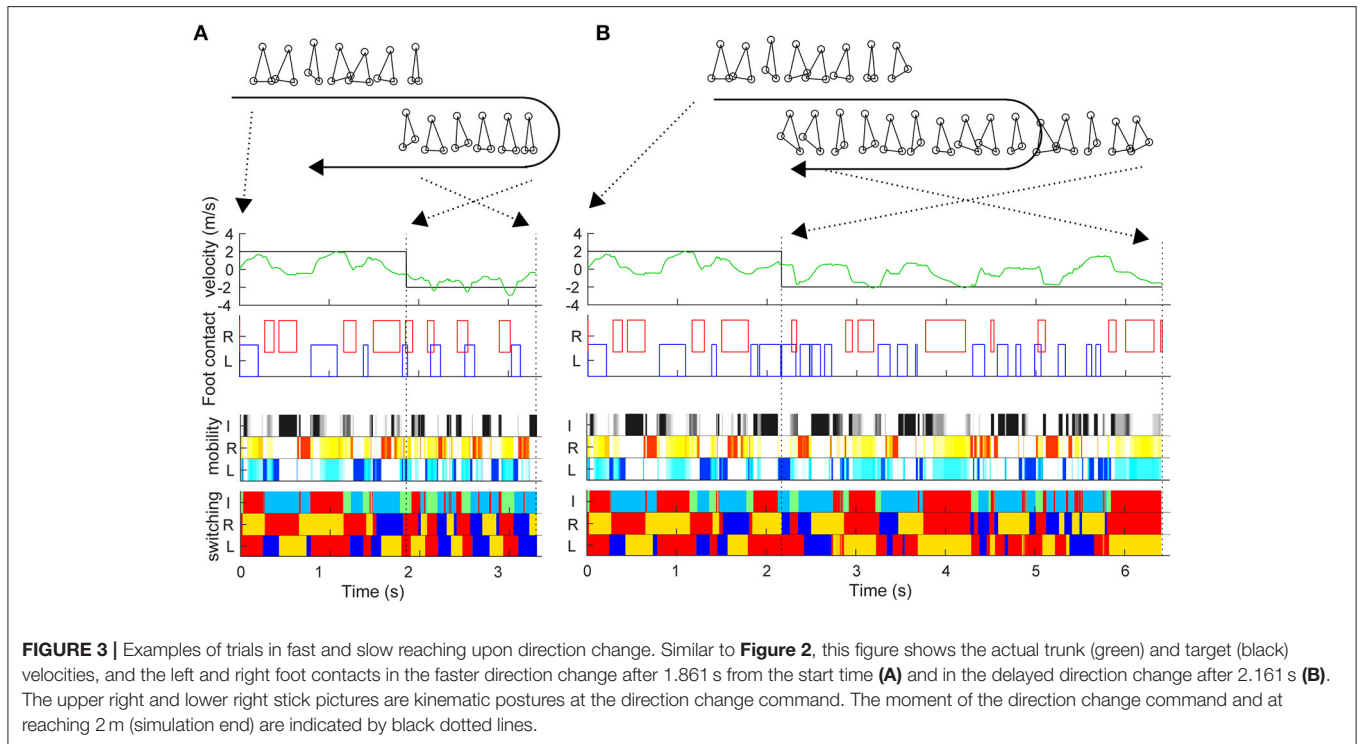 A
B
velocity (m/s)
4
2
0
-2
-4
4
2
0
-2
-4
Foot contact
R
L
R
L
mobility
I
R
L
I
R
L
switching
I
R
L
I
R
L
0 1 2 3
Time (s)
0 1 2 3 4 5 6
Time (s)
FIGURE 3 | Examples of trials in fast and slow reaching upon direction change. Similar to Figure 2, this figure shows the actual trunk (green) and target (black)
velocities, and the left and right foot contacts in the faster direction change after 1.861 s from the start time (A) and in the delayed direction change after 2.161 s (B).
The upper right and lower right stick pictures are kinematic postures at the direction change command. The moment of the direction change command and at
reaching 2 m (simulation end) are indicated by black dotted lines.